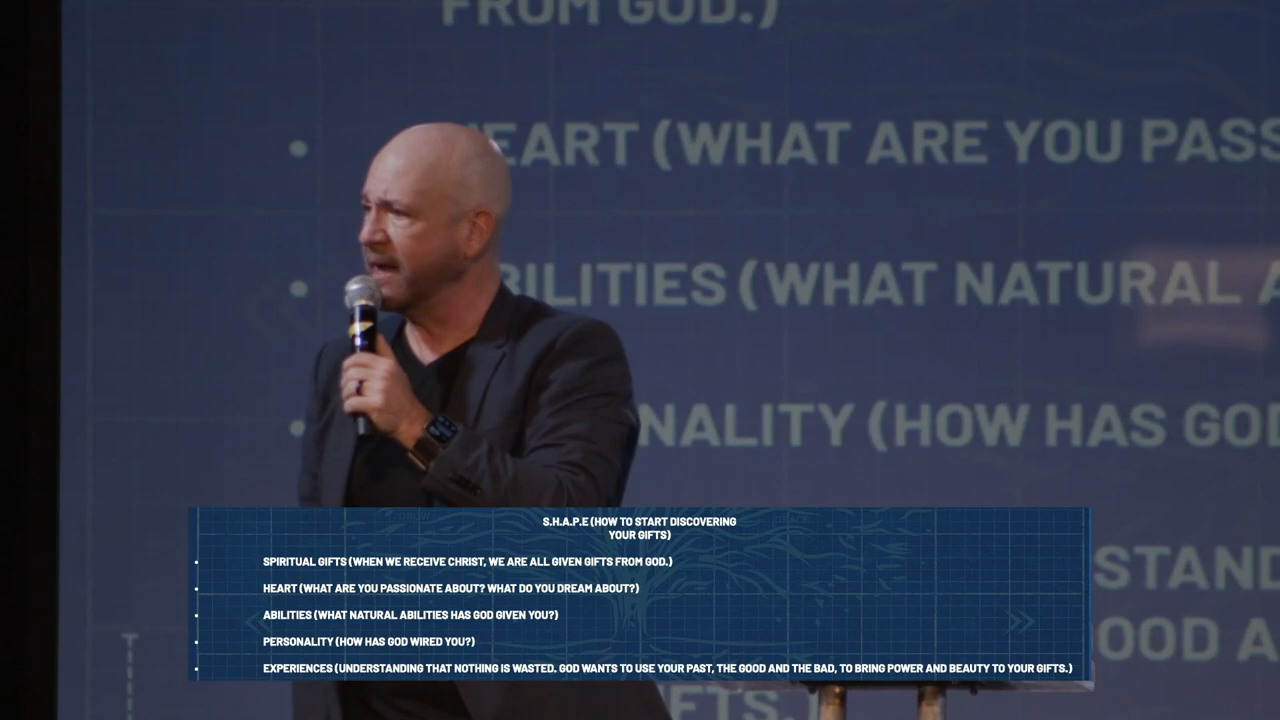 FROM GOD.)
• HEART (WHAT ARE YOU PASS
• ABILITIES (WHAT NATURAL A
• NALITY (HOW HAS GOD
STAND
OOD A
FTS.)
S.H.A.P.E (HOW TO START DISCOVERING
YOUR GIFTS)
• SPIRITUAL GIFTS (WHEN WE RECEIVE CHRIST, WE ARE ALL GIVEN GIFTS FROM GOD.)
• HEART (WHAT ARE YOU PASSIONATE ABOUT? WHAT DO YOU DREAM ABOUT?)
• ABILITIES (WHAT NATURAL ABILITIES HAS GOD GIVEN YOU?)
• PERSONALITY (HOW HAS GOD WIRED YOU?)
• EXPERIENCES (UNDERSTANDING THAT NOTHING IS WASTED. GOD WANTS TO USE YOUR PAST, THE GOOD AND THE BAD, TO BRING POWER AND BEAUTY TO YOUR GIFTS.)